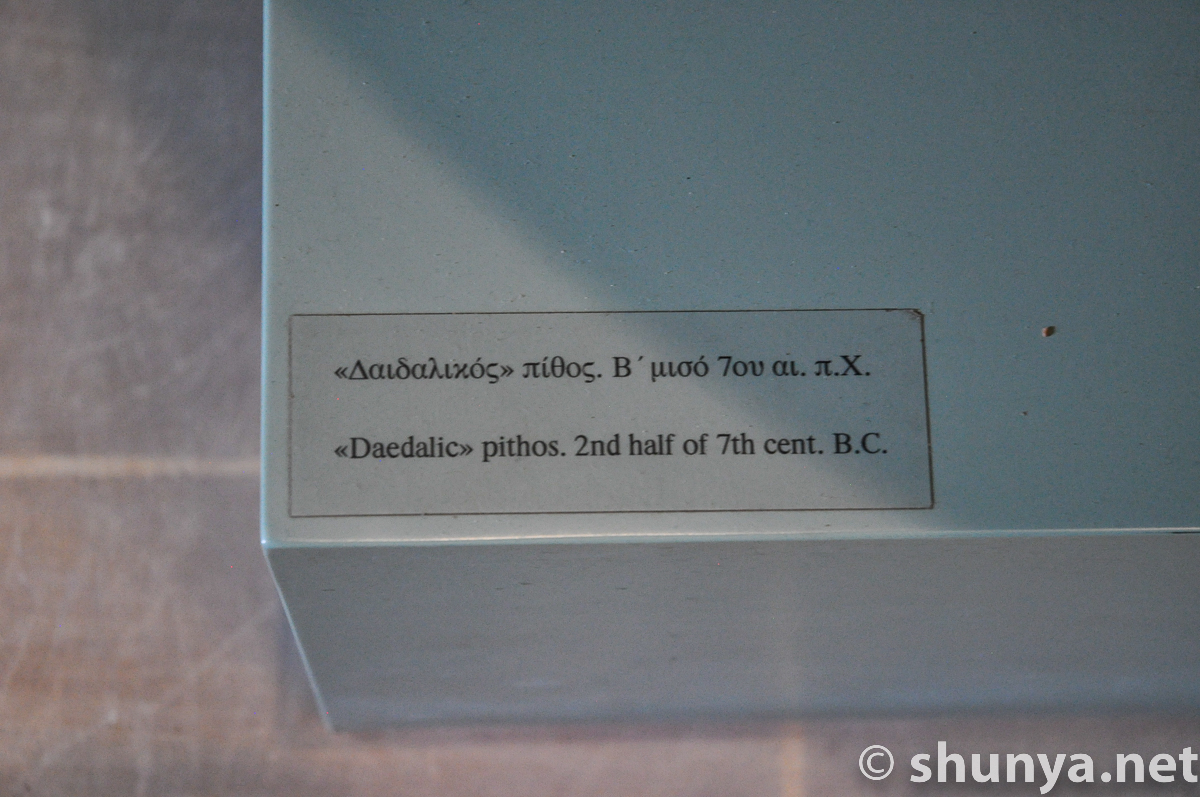 «Δαιδαλικός» πίθος. Β΄ μισό 7ου αι. π.Χ.
«Daedalic» pithos. 2nd half of 7th cent. B.C.
© shunya.net